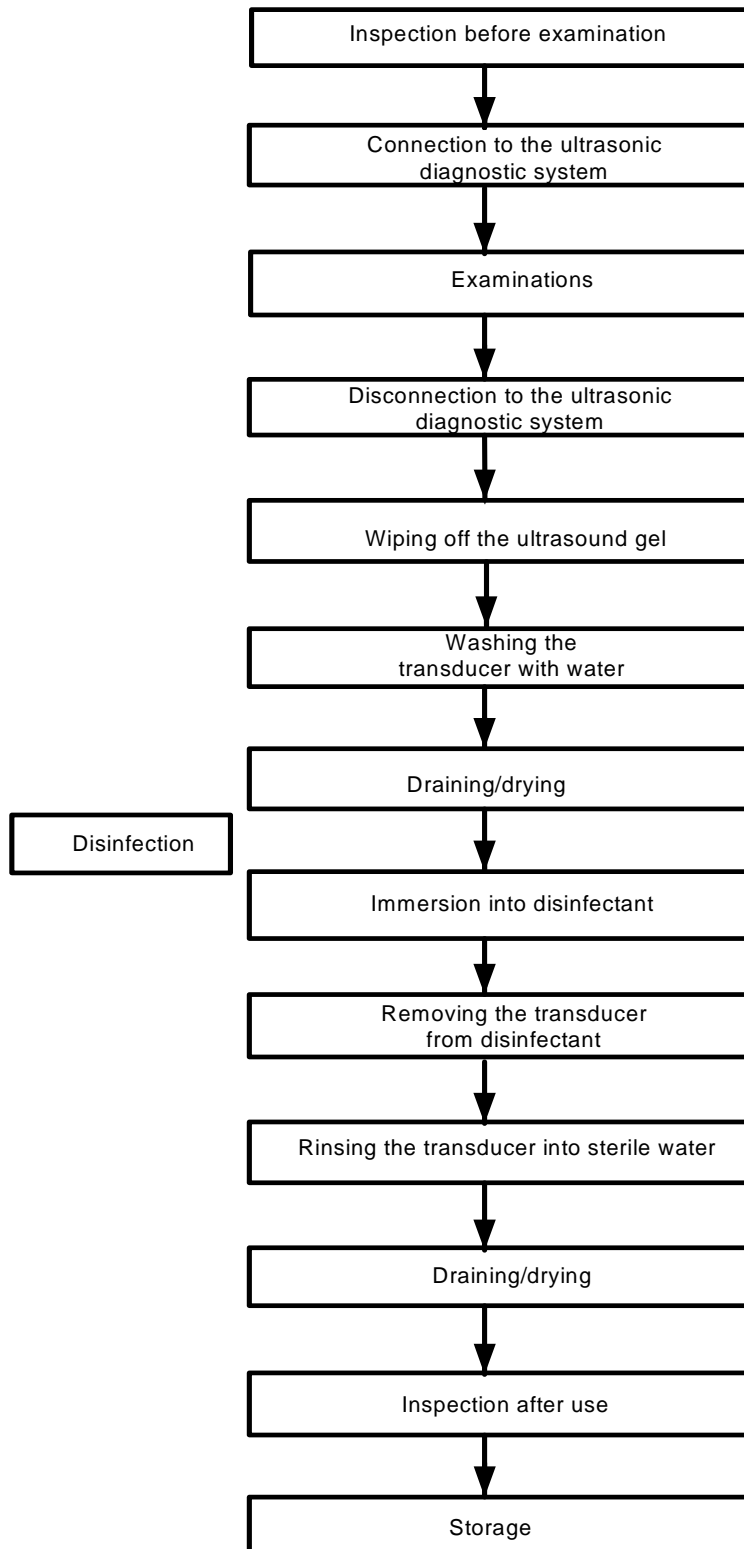 Inspection before examination
Connection to the ultrasonic
diagnostic system
Examinations
Disconnection to the ultrasonic
diagnostic system
Wiping off the ultrasound gel
Washing the
transducer with water
Draining/drying
Disinfection
Immersion into disinfectant
Removing the transducer
from disinfectant
Rinsing the transducer into sterile water
Draining/drying
Inspection after use
Storage